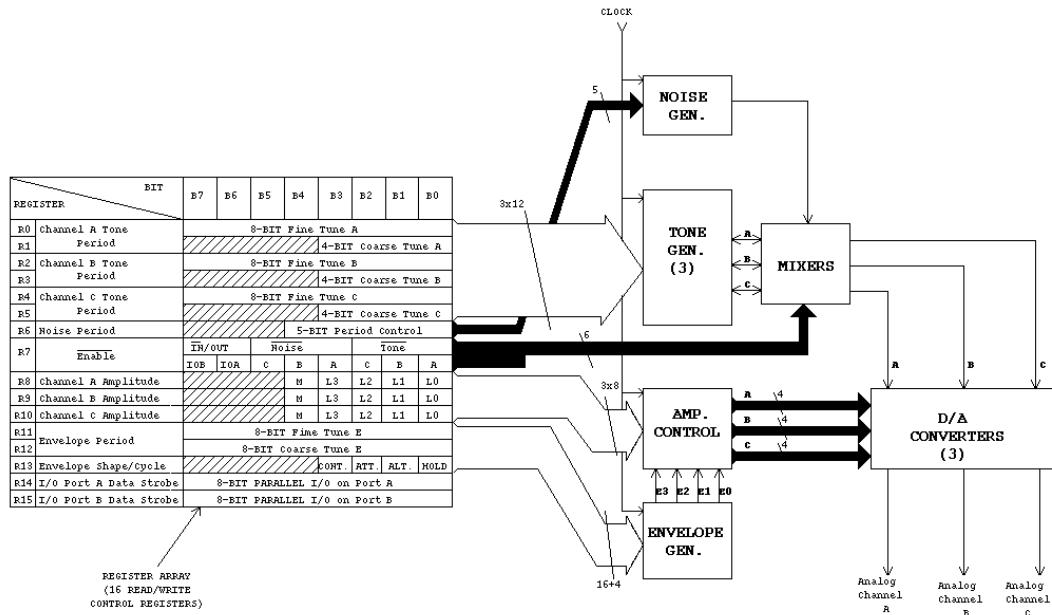 CLOCK
5
NOISE
GEN.
BIT
REGISTER
B7 B6 B5 B4 B3 B2 B1 B0
3x12
R0 Channel A Tone Period 8-BIT Fine Tune A
R1 4-BIT Coarse Tune A
R2 Channel B Tone Period 8-BIT Fine Tune B
R3 4-BIT Coarse Tune B
R4 Channel C Tone Period 8-BIT Fine Tune C
R5 4-BIT Coarse Tune C
R6 Noise Period 5-BIT Period Control
R7 Enable IN/OUT Noise Tone
IOB IOA C B A C B A
R8 Channel A Amplitude M L3 L2 L1 L0
R9 Channel B Amplitude M L3 L2 L1 L0
R10 Channel C Amplitude M L3 L2 L1 L0
R11 Envelope Period 8-BIT Fime Tune E
R12 8-BIT Coarse Tune E
R13 Envelope Shape/Cycle CONT. ATT. ALT. HOLD
R14 I/O Port A Data Strobe 8-BIT PARALLEL I/O on Port A
R15 I/O Port B Data Strobe 8-BIT PARALLEL I/O on Port B
REGISTER ARRAY
(16 READ/WRITE
CONTROL REGISTERS)
TONE
GEN.
(3)
A
B
C
MIXERS
6
A B C
3x8
AMP.
CONTROL
A 4
B 4
C 4
D/A
CONVERTERS
(3)
E3 E2 E1 E0
ENVELOPE
GEN.
16+4
Analog
Channel
A
Analog
Channel
B
Analog
Channel
C